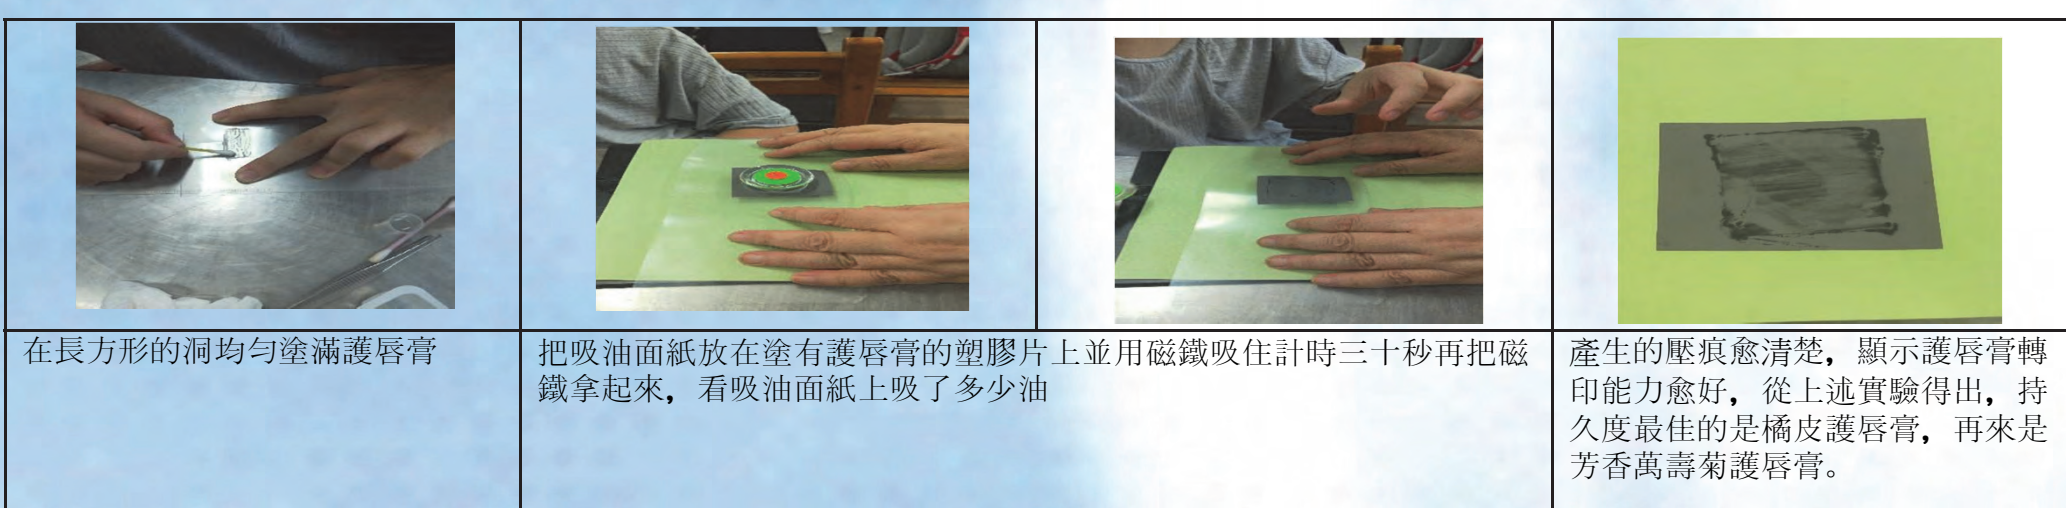 在長方形的洞均勻塗滿護唇膏
把吸油面紙放在塗有護唇膏的塑膠片上並用磁鐵吸住計時三十秒再把磁
鐵拿起來，看吸油面紙上吸了多少油
產生的壓痕愈清楚，顯示護唇膏轉
印能力愈好，從上述實驗得出，持
久度最佳的是橘皮護唇膏，再來是
芳香萬壽菊護唇膏。